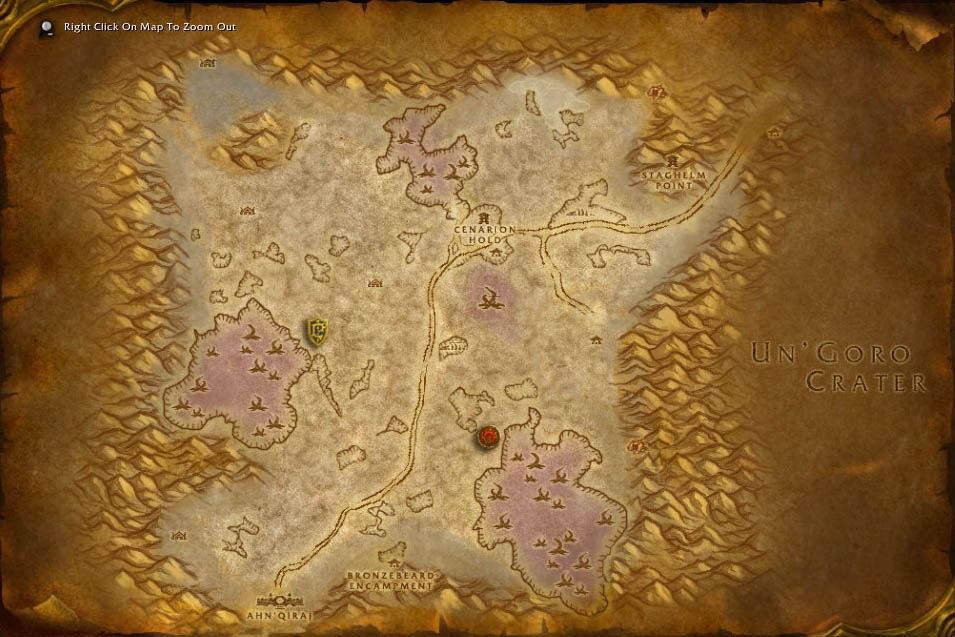 Right Click On Map To Zoom Out
STAGHELM
POINT
CENARION
HOLD
UN'GORO
CRATER
BRONZEBEARD
ENCAMPMENT
AHN'QIRAJ